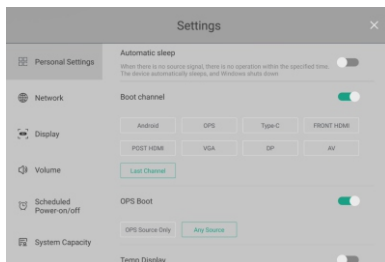 Settings
Personal Settings
Network
Display
Volume
Scheduled
Power-on/off
System Capacity
Automatic sleep
When there is no source signal, there is no operation within the specified time.
The device automatically sleeps, and Windows shuts down.
Boot channel
Android OPS Type-C FRONT HDMI
POST HDMI VGA DP AV
Last Channel
OPS Boot
OPS Source Only Any Source
Temp Display